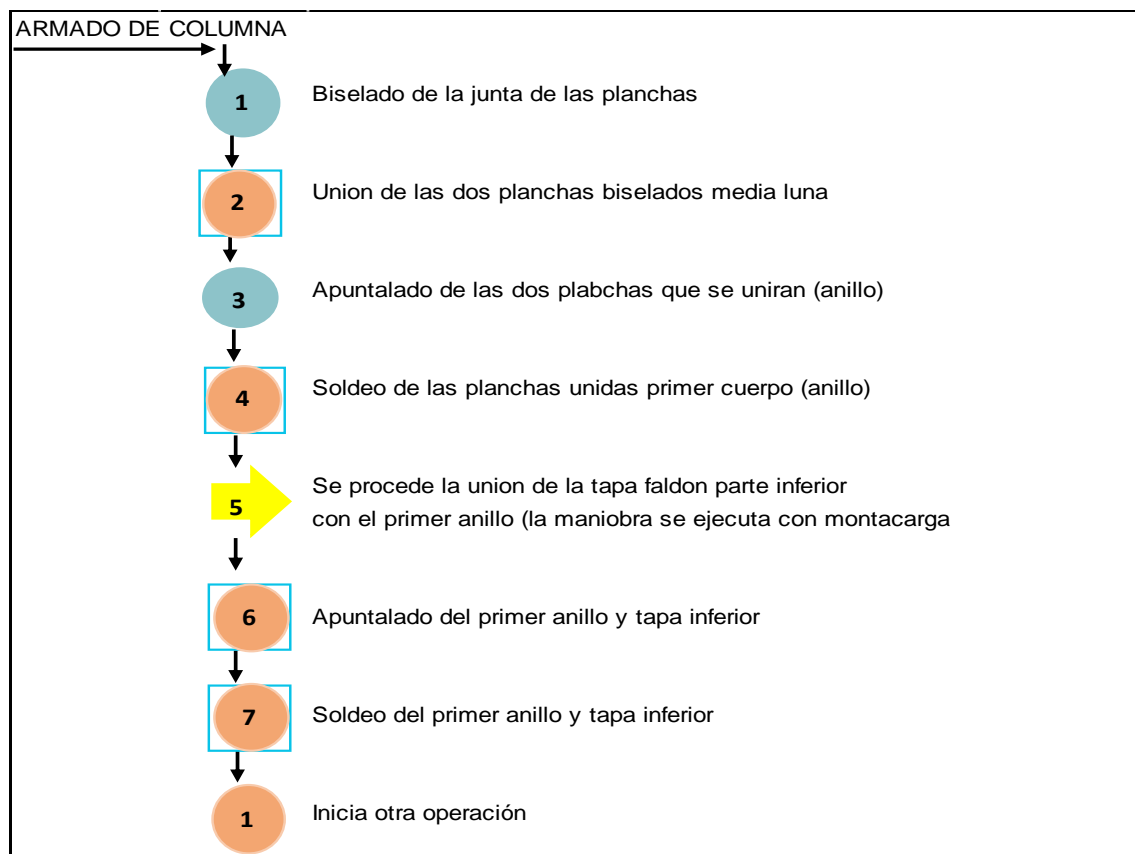 ARMADO DE COLUMNA
1 Biselado de la junta de las planchas
2 Union de las dos planchas biselados media luna
3 Apuntalado de las dos plabchas que se uniran (anillo)
4 Soldeo de las planchas unidas primer cuerpo (anillo)
5 Se procede la union de la tapa faldon parte inferior
con el primer anillo (la maniobra se ejecuta con montacarga
6 Apuntalado del primer anillo y tapa inferior
7 Soldeo del primer anillo y tapa inferior
1 Inicia otra operación